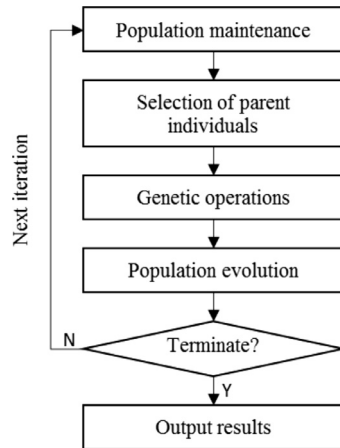 Population maintenance
Selection of parent
individuals
Genetic operations
Population evolution
Next iteration
N
Terminate?
Y
Output results